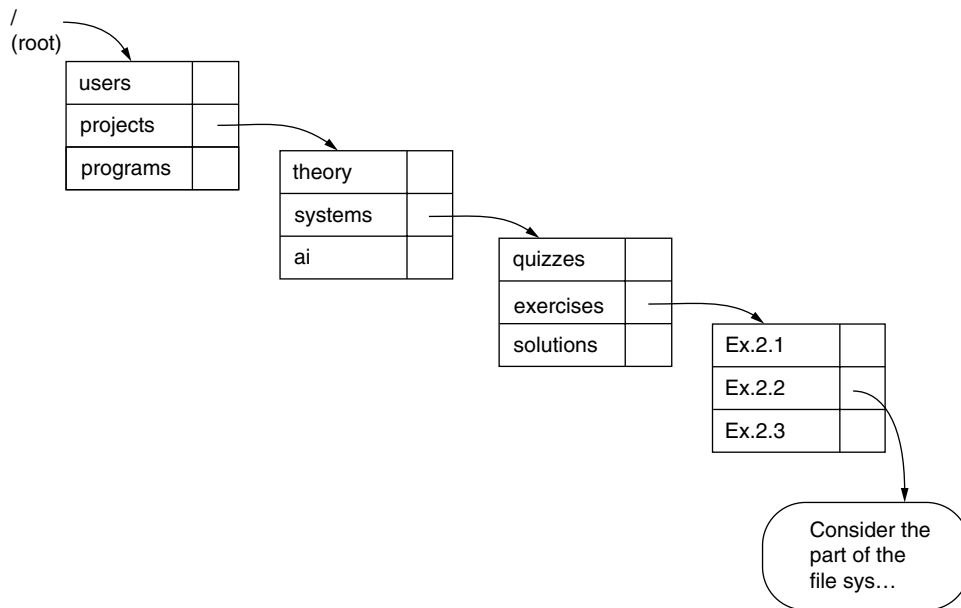 /
(root)
users
projects
programs
theory
systems
ai
quizzes
exercises
solutions
Ex.2.1
Ex.2.2
Ex.2.3
Consider the
part of the
file sys…